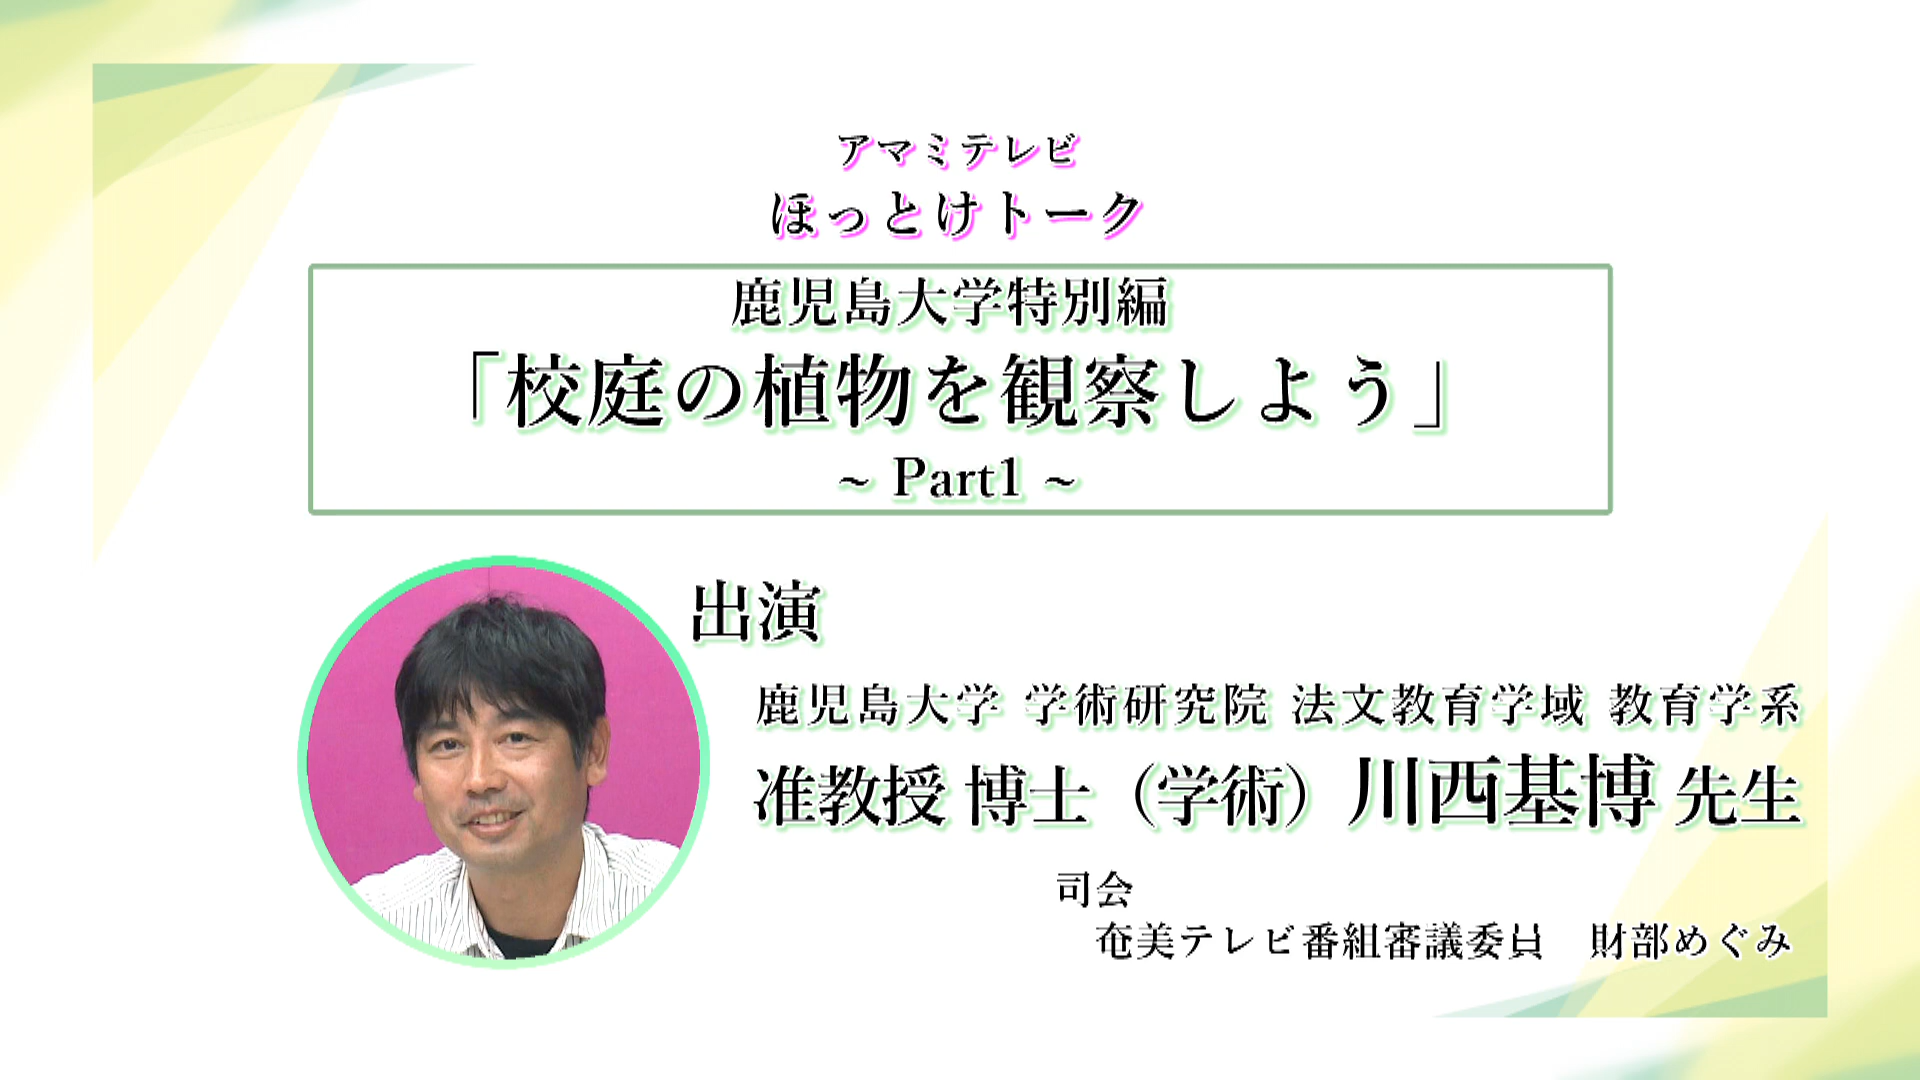 アマミテレビ
ほっとけトーク
鹿児島大学特別編
「校庭の植物を観察しよう」
~ Part1 ~
出演
鹿児島大学 学術研究院 法文教育学域 教育学系
准教授 博士（学術）川西基博 先生
司会
奄美テレビ番組審議委員　財部めぐみ